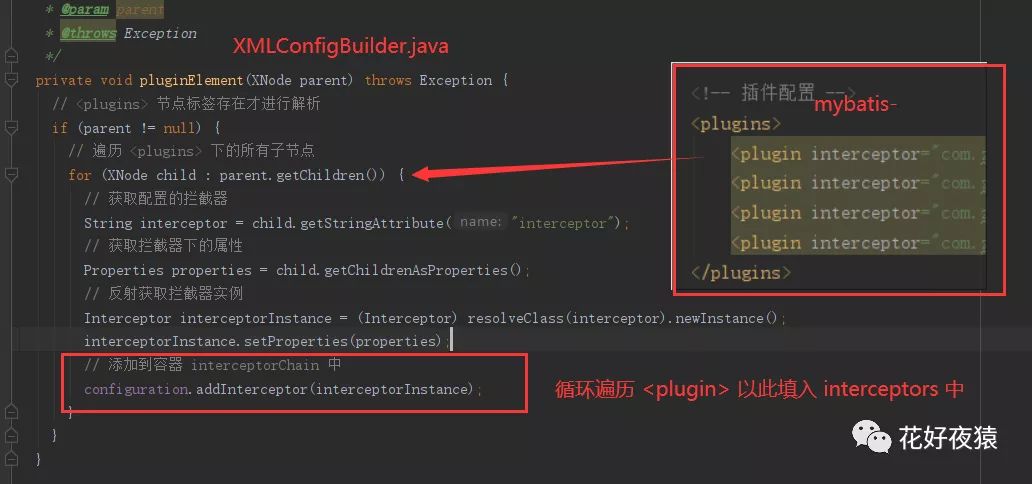 * @param parent
* @throws Exception
*/
XMLConfigBuilder.java
private void pluginElement(XNode parent) throws Exception {
// <plugins> 节点标签存在才进行解析
if (parent != null) {
// 遍历 <plugins> 下的所有子节点
for (XNode child : parent.getChildren()) {
// 获取配置的拦截器
String interceptor = child.getStringAttribute( name: "interceptor");
// 获取拦截器下的属性
Properties properties = child.getChildrenAsProperties();
// 反射获取拦截器实例
Interceptor interceptorInstance = (Interceptor) resolveClass(interceptor).newInstance();
interceptorInstance.setProperties(properties);
// 添加到容器 interceptorChain 中
configuration.addInterceptor(interceptorInstance);
}
}
}
<!-- 插件配置 -->
mybatis-
<plugins>
<plugin interceptor="com.
<plugin interceptor="com.
<plugin interceptor="com.
<plugin interceptor="com.
</plugins>
循环遍历 <plugin> 以此填入 interceptors 中
花好夜猿